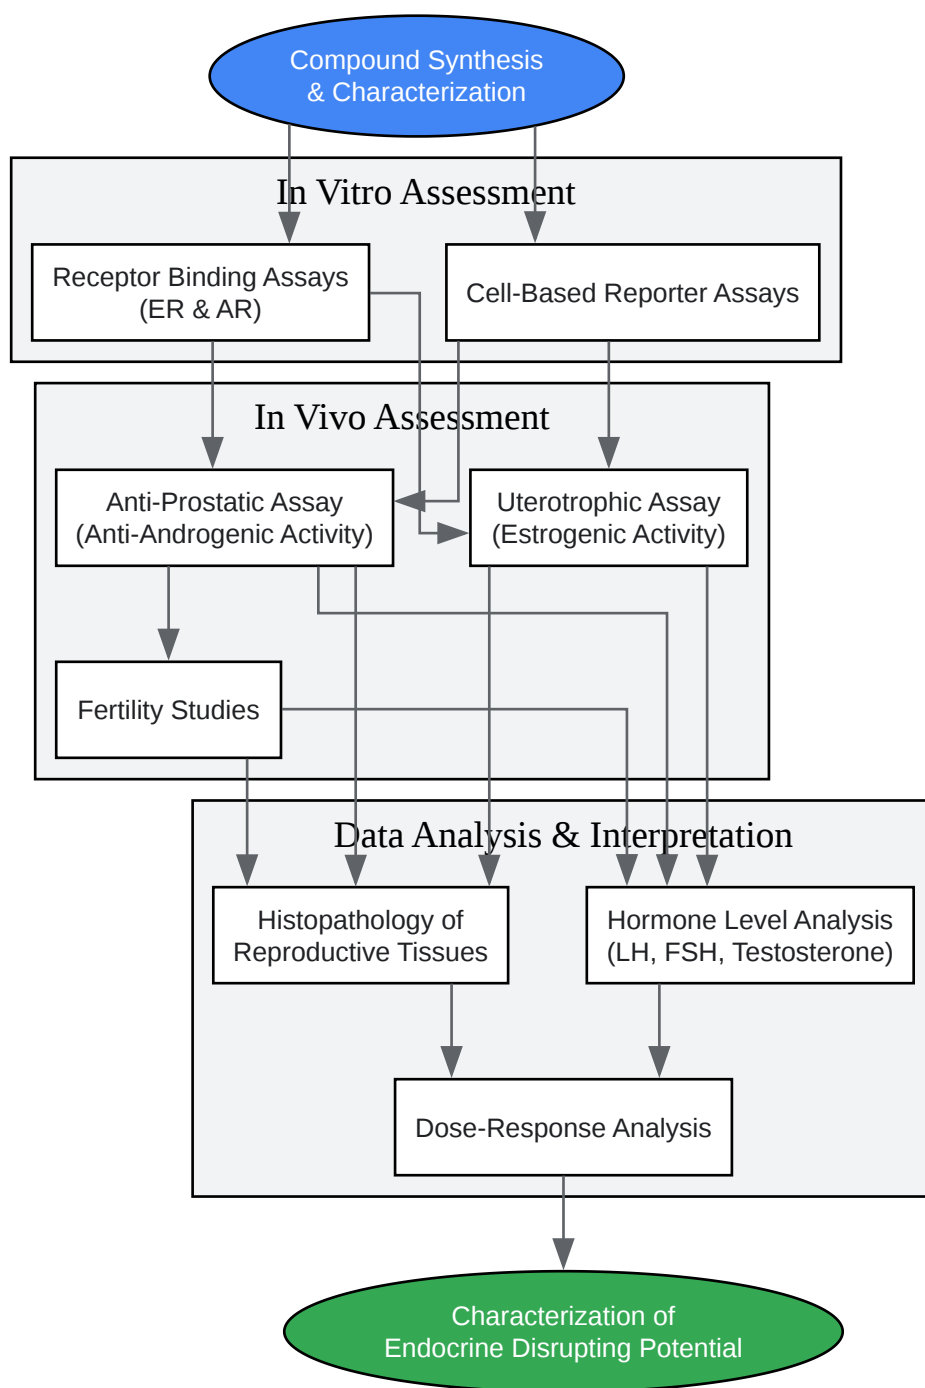 Compound Synthesis
& Characterization
In Vitro Assessment
Receptor Binding Assays
(ER & AR)
Cell-Based Reporter Assays
In Vivo Assessment
Anti-Prostatic Assay
(Anti-Androgenic Activity)
Uterotrophic Assay
(Estrogenic Activity)
Fertility Studies
Data Analysis & Interpretation
Histopathology of
Reproductive Tissues
Hormone Level Analysis
(LH, FSH, Testosterone)
Dose-Response Analysis
Characterization of
Endocrine Disrupting Potential